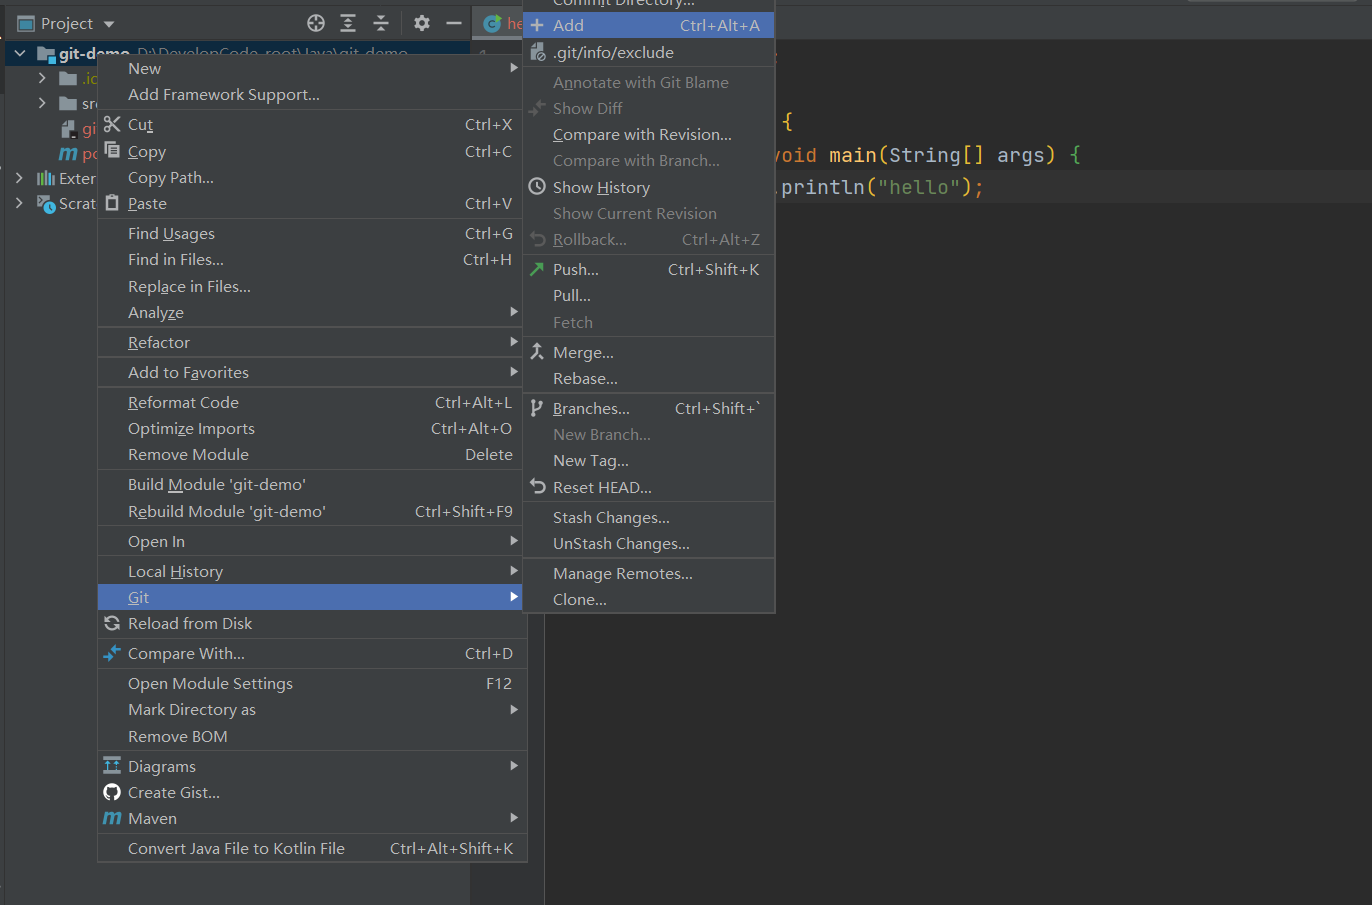 Project
git-demo D:\DevelopCode_root\Java\git-demo
src
Exter
Scrat
New
Add Framework Support...
Cut Ctrl+X
Copy Ctrl+C
Copy Path...
Paste Ctrl+V
Find Usages Ctrl+G
Find in Files... Ctrl+H
Replace in Files...
Analyze
Refactor
Add to Favorites
Reformat Code Ctrl+Alt+L
Optimize Imports Ctrl+Alt+O
Remove Module Delete
Build Module 'git-demo'
Rebuild Module 'git-demo' Ctrl+Shift+F9
Open In
Local History
Git
Reload from Disk
Compare With... Ctrl+D
Open Module Settings F12
Mark Directory as
Remove BOM
Diagrams
Create Gist...
Maven
Convert Java File to Kotlin File Ctrl+Alt+Shift+K
Commit Directory...
Add Ctrl+Alt+A
.git/info/exclude
Annotate with Git Blame
Show Diff
Compare with Revision...
Compare with Branch...
Show History
Show Current Revision
Rollback... Ctrl+Alt+Z
Push... Ctrl+Shift+K
Pull...
Fetch
Merge...
Rebase...
Branches... Ctrl+Shift+`
New Branch...
New Tag...
Reset HEAD...
Stash Changes...
UnStash Changes...
Manage Remotes...
Clone...
he
;
{
void main(String[] args) {
.println("hello");